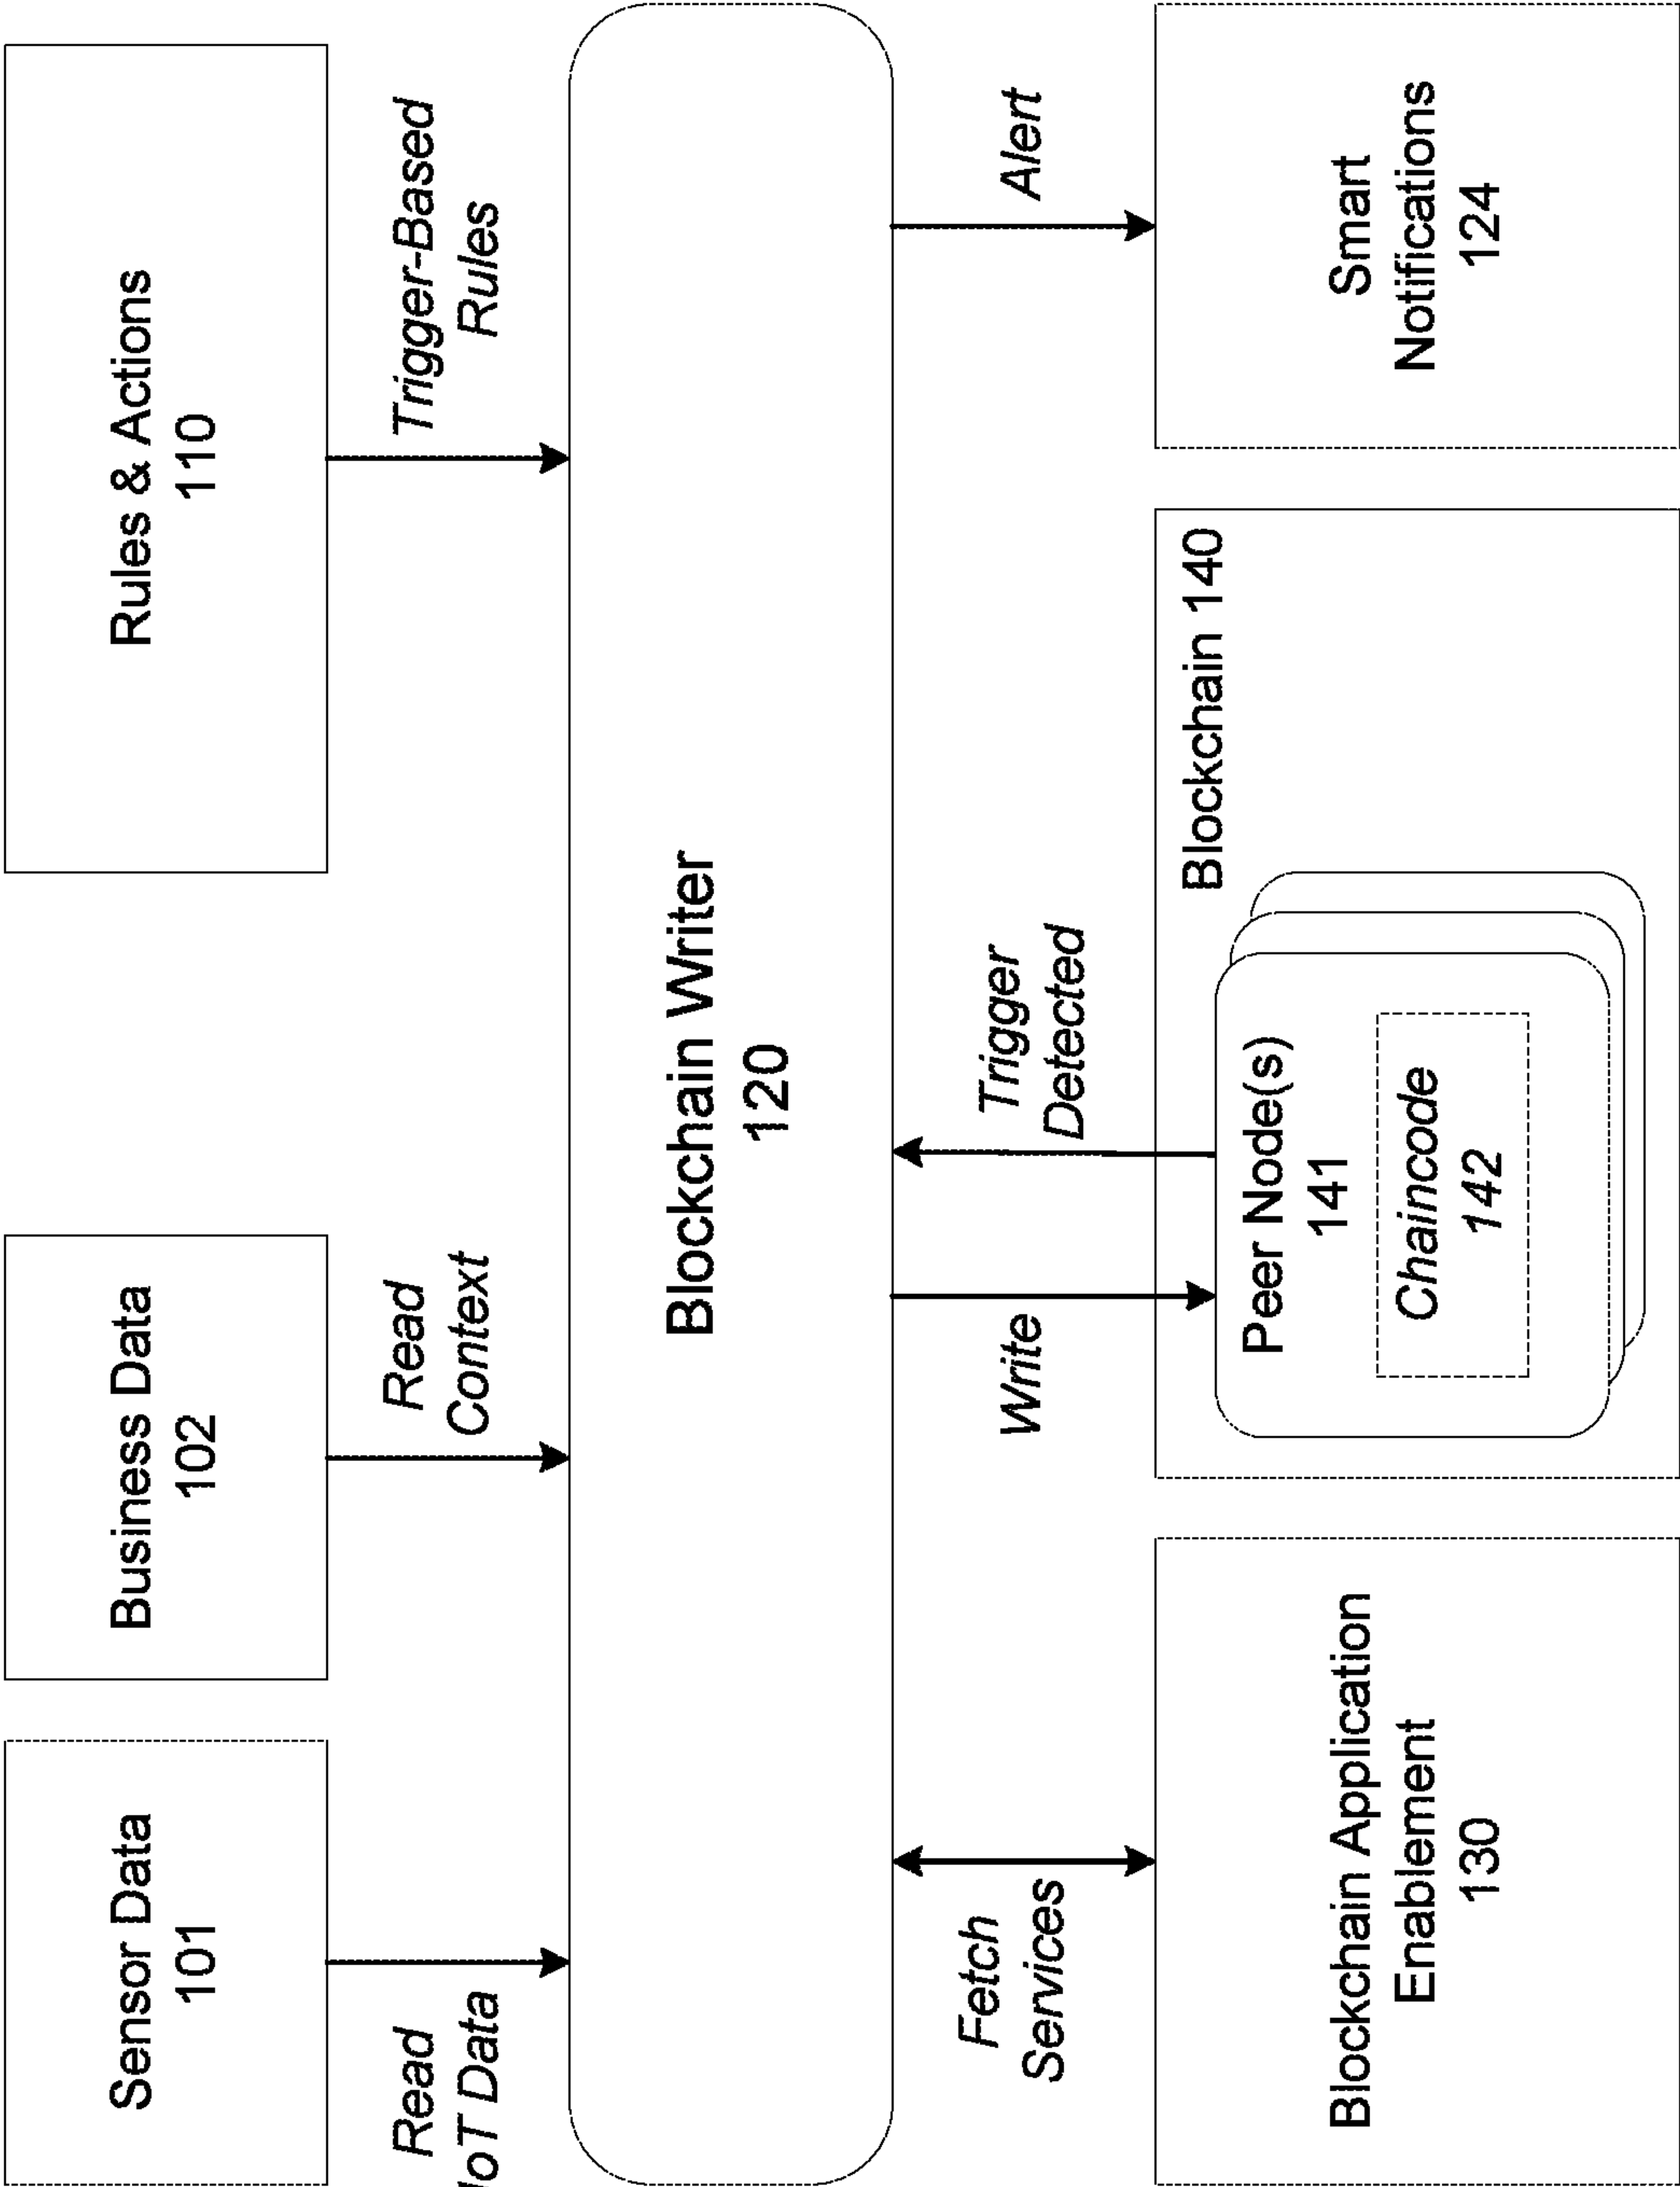 Sensor Data
101
Business Data
102
Rules & Actions
110
Read
IoT Data
Read
Context
Trigger-Based
Rules
Blockchain Writer
120
Fetch
Services
Write
Trigger
Detected
Alert
Blockchain Application
Enablement
130
Blockchain 140
Peer Node(s)
141
Chaincode
142
Smart
Notifications
124